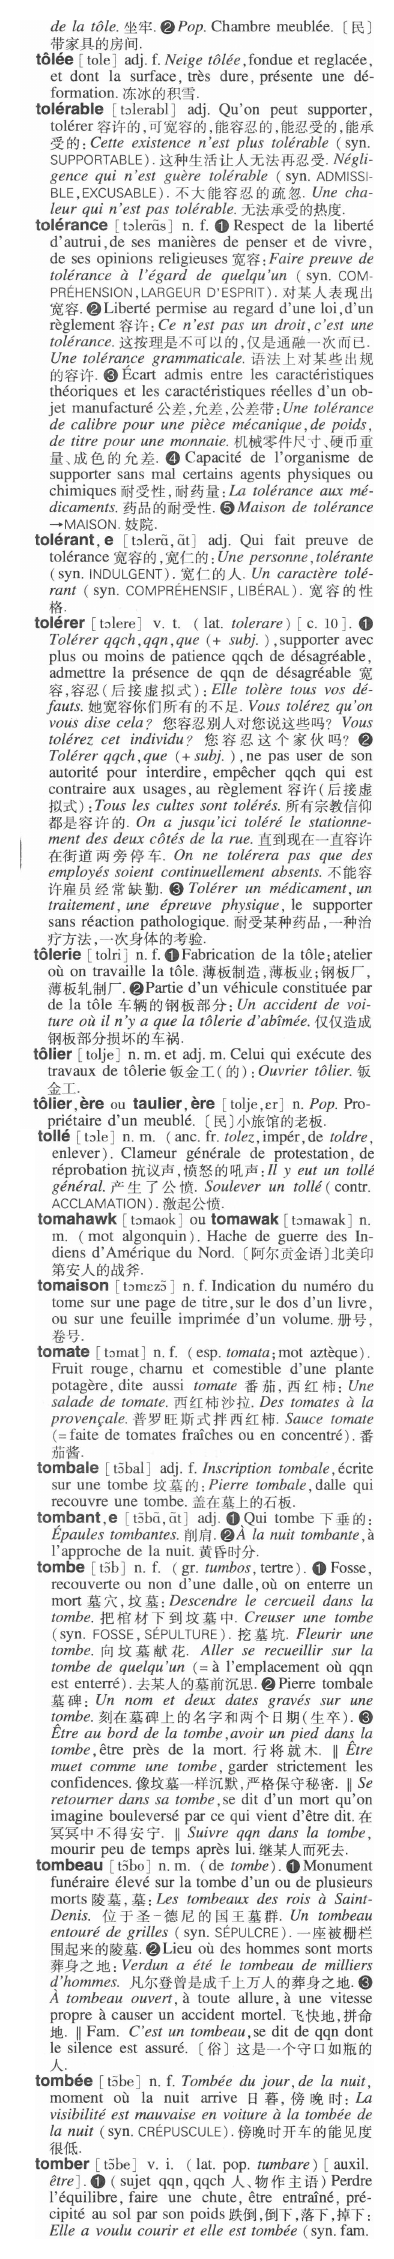 de la tôle. 坐牢. ❷ Pop. Chambre meublée. 〔民〕
带家具的房间.
tôlée [tole] adj. f. Neige tôlée, fondue et reglacée,
et dont la surface, très dure, présente une dé-
formation. 冻冰的积雪.
tolérable [tɔlerabl] adj. Qu'on peut supporter,
tolérer 容许的,可宽容的,能容忍的,能忍受的,能承
受的: Cette existence n'est plus tolérable (syn.
SUPPORTABLE). 这种生活让人无法再忍受. Négli-
gence qui n'est guère tolérable (syn. ADMISSI-
BLE, EXCUSABLE). 不大能容忍的疏忽. Une cha-
leur qui n'est pas tolérable. 无法承受的热度.
tolérance [tɔlerɑ̃s] n. f. ❶ Respect de la liberté
d'autrui, de ses manières de penser et de vivre,
de ses opinions religieuses 宽容: Faire preuve de
tolérance à l'égard de quelqu'un (syn. COM-
PRÉHENSION, LARGEUR D'ESPRIT). 对某人表现出
宽容. ❷ Liberté permise au regard d'une loi, d'un
règlement 容许: Ce n'est pas un droit, c'est une
tolérance. 这按理是不可以的,仅是通融一次而已.
Une tolérance grammaticale. 语法上对某些出规
的容许. ❸ Écart admis entre les caractéristiques
théoriques et les caractéristiques réelles d'un ob-
jet manufacturé 公差,允差,公差带: Une tolérance
de calibre pour une pièce mécanique, de poids,
de titre pour une monnaie. 机械零件尺寸、硬币重
量、成色的允差. ❹ Capacité de l'organisme de
supporter sans mal certains agents physiques ou
chimiques 耐受性,耐药量: La tolérance aux mé-
dicaments. 药品的耐受性. ❺ Maison de tolérance
→MAISON. 妓院.
tolérant, e [tɔlerɑ̃, ɑ̃t] adj. Qui fait preuve de
tolérance 宽容的,宽仁的: Une personne, tolérante
(syn. INDULGENT). 宽仁的人. Un caractère tolé-
rant (syn. COMPRÉHENSIF, LIBÉRAL). 宽容的性
格.
tolérer [tɔlere] v. t. (lat. tolerare) [c. 10]. ❶
Tolérer qqch, qqn, que (+ subj.), supporter avec
plus ou moins de patience qqch de désagréable,
admettre la présence de qqn de désagréable 宽
容,容忍(后接虚拟式): Elle tolère tous vos dé-
fauts. 她宽容你们所有的不足. Vous tolérez qu'on
vous dise cela? 您容忍别人对您说这些吗? Vous
tolérez cet individu? 您容忍这个家伙吗? ❷
Tolérer qqch, que (+ subj.), ne pas user de son
autorité pour interdire, empêcher qqch qui est
contraire aux usages, au règlement 容许(后接虚
拟式): Tous les cultes sont tolérés. 所有宗教信仰
都是容许的. On a jusqu'ici toléré le stationne-
ment des deux côtés de la rue. 直到现在一直容许
在街道两旁停车. On ne tolérera pas que des
employés soient continuellement absents. 不能容
许雇员经常缺勤. ❸ Tolérer un médicament, un
traitement, une épreuve physique, le supporter
sans réaction pathologique. 耐受某种药品,一种治
疗方法,一次身体的考验.
tôlerie [tolri] n. f. ❶ Fabrication de la tôle; atelier
où on travaille la tôle. 薄板制造,薄板业;钢板厂,
薄板轧制厂. ❷ Partie d'un véhicule constituée par
de la tôle 车辆的钢板部分: Un accident de voi-
ture où il n'y a que la tôlerie d'abîmée. 仅仅造成
钢板部分损坏的车祸.
tôlier [tolje] n. m. et adj. m. Celui qui exécute des
travaux de tôlerie 钣金工(的): Ouvrier tôlier. 钣
金工.
tôlier, ère ou taulier, ère [tolje, ɛr] n. Pop. Pro-
priétaire d'un meublé. 〔民〕小旅馆的老板.
tollé [tɔle] n. m. (anc. fr. tolez, impér, de toldre,
enlever). Clameur générale de protestation, de
réprobation 抗议声,愤怒的吼声: Il y eut un tollé
général. 产生了公愤. Soulever un tollé (contr.
ACCLAMATION). 激起公愤.
tomahawk [tɔmaok] ou tomawak [tɔmawak] n.
m. (mot algonquin). Hache de guerre des In-
diens d'Amérique du Nord. 〔阿尔贡金语〕北美印
第安人的战斧.
tomaison [tɔmɛzɔ̃] n. f. Indication du numéro du
tome sur une page de titre, sur le dos d'un livre,
ou sur une feuille imprimée d'un volume. 册号,
卷号.
tomate [tɔmat] n. f. (esp. tomata; mot aztèque).
Fruit rouge, charnu et comestible d'une plante
potagère, dite aussi tomate 番茄,西红柿: Une
salade de tomate. 西红柿沙拉. Des tomates à la
provençale. 普罗旺斯式拌西红柿. Sauce tomate
(= faite de tomates fraîches ou en concentré). 番
茄酱.
tombale [tɔ̃bal] adj. f. Inscription tombale, écrite
sur une tombe 坟墓的: Pierre tombale, dalle qui
recouvre une tombe. 盖在墓上的石板.
tombant, e [tɔ̃bɑ̃, ɑ̃t] adj. ❶ Qui tombe 下垂的:
Épaules tombantes. 削肩. ❷ À la nuit tombante, à
l'approche de la nuit. 黄昏时分.
tombe [tɔ̃b] n. f. (gr. tumbos, tertre). ❶ Fosse,
recouverte ou non d'une dalle, où on enterre un
mort 墓穴,坟墓: Descendre le cercueil dans la
tombe. 把棺材下到坟墓中. Creuser une tombe
(syn. FOSSE, SÉPULTURE). 挖墓坑. Fleurir une
tombe. 向坟墓献花. Aller se recueillir sur la
tombe de quelqu'un (= à l'emplacement où qqn
est enterré). 去某人的墓前沉思. ❷ Pierre tombale
墓碑: Un nom et deux dates gravés sur une
tombe. 刻在墓碑上的名字和两个日期(生卒). ❸
Être au bord de la tombe, avoir un pied dans la
tombe, être près de la mort. 行将就木. ‖ Être
muet comme une tombe, garder strictement les
confidences. 像坟墓一样沉默,严格保守秘密. ‖ Se
retourner dans sa tombe, se dit d'un mort qu'on
imagine bouleversé par ce qui vient d'être dit. 在
冥冥中不得安宁. ‖ Suivre qqn dans la tombe,
mourir peu de temps après lui. 继某人而死去.
tombeau [tɔ̃bo] n. m. (de tombe). ❶ Monument
funéraire élevé sur la tombe d'un ou de plusieurs
morts 陵墓,墓: Les tombeaux des rois à Saint-
Denis. 位于圣-德尼的国王墓群. Un tombeau
entouré de grilles (syn. SÉPULCRE). 一座被栅栏
围起来的陵墓. ❷ Lieu où des hommes sont morts
葬身之地: Verdun a été le tombeau de milliers
d'hommes. 凡尔登曾是成千上万人的葬身之地. ❸
À tombeau ouvert, à toute allure, à une vitesse
propre à causer un accident mortel. 飞快地,拼命
地. ‖ Fam. C'est un tombeau, se dit de qqn dont
le silence est assuré. 〔俗〕这是一个守口如瓶的
人.
tombée [tɔ̃be] n. f. Tombée du jour, de la nuit,
moment où la nuit arrive 日暮,傍晚时: La
visibilité est mauvaise en voiture à la tombée de
la nuit (syn. CRÉPUSCULE). 傍晚时开车的能见度
很低.
tomber [tɔ̃be] v. i. (lat. pop. tumbare) [auxil.
être]. ❶ (sujet qqn, qqch 人、物作主语) Perdre
l'équilibre, faire une chute, être entraîné, pré-
cipité au sol par son poids 跌倒,倒下,落下,掉下:
Elle a voulu courir et elle est tombée (syn. fam.